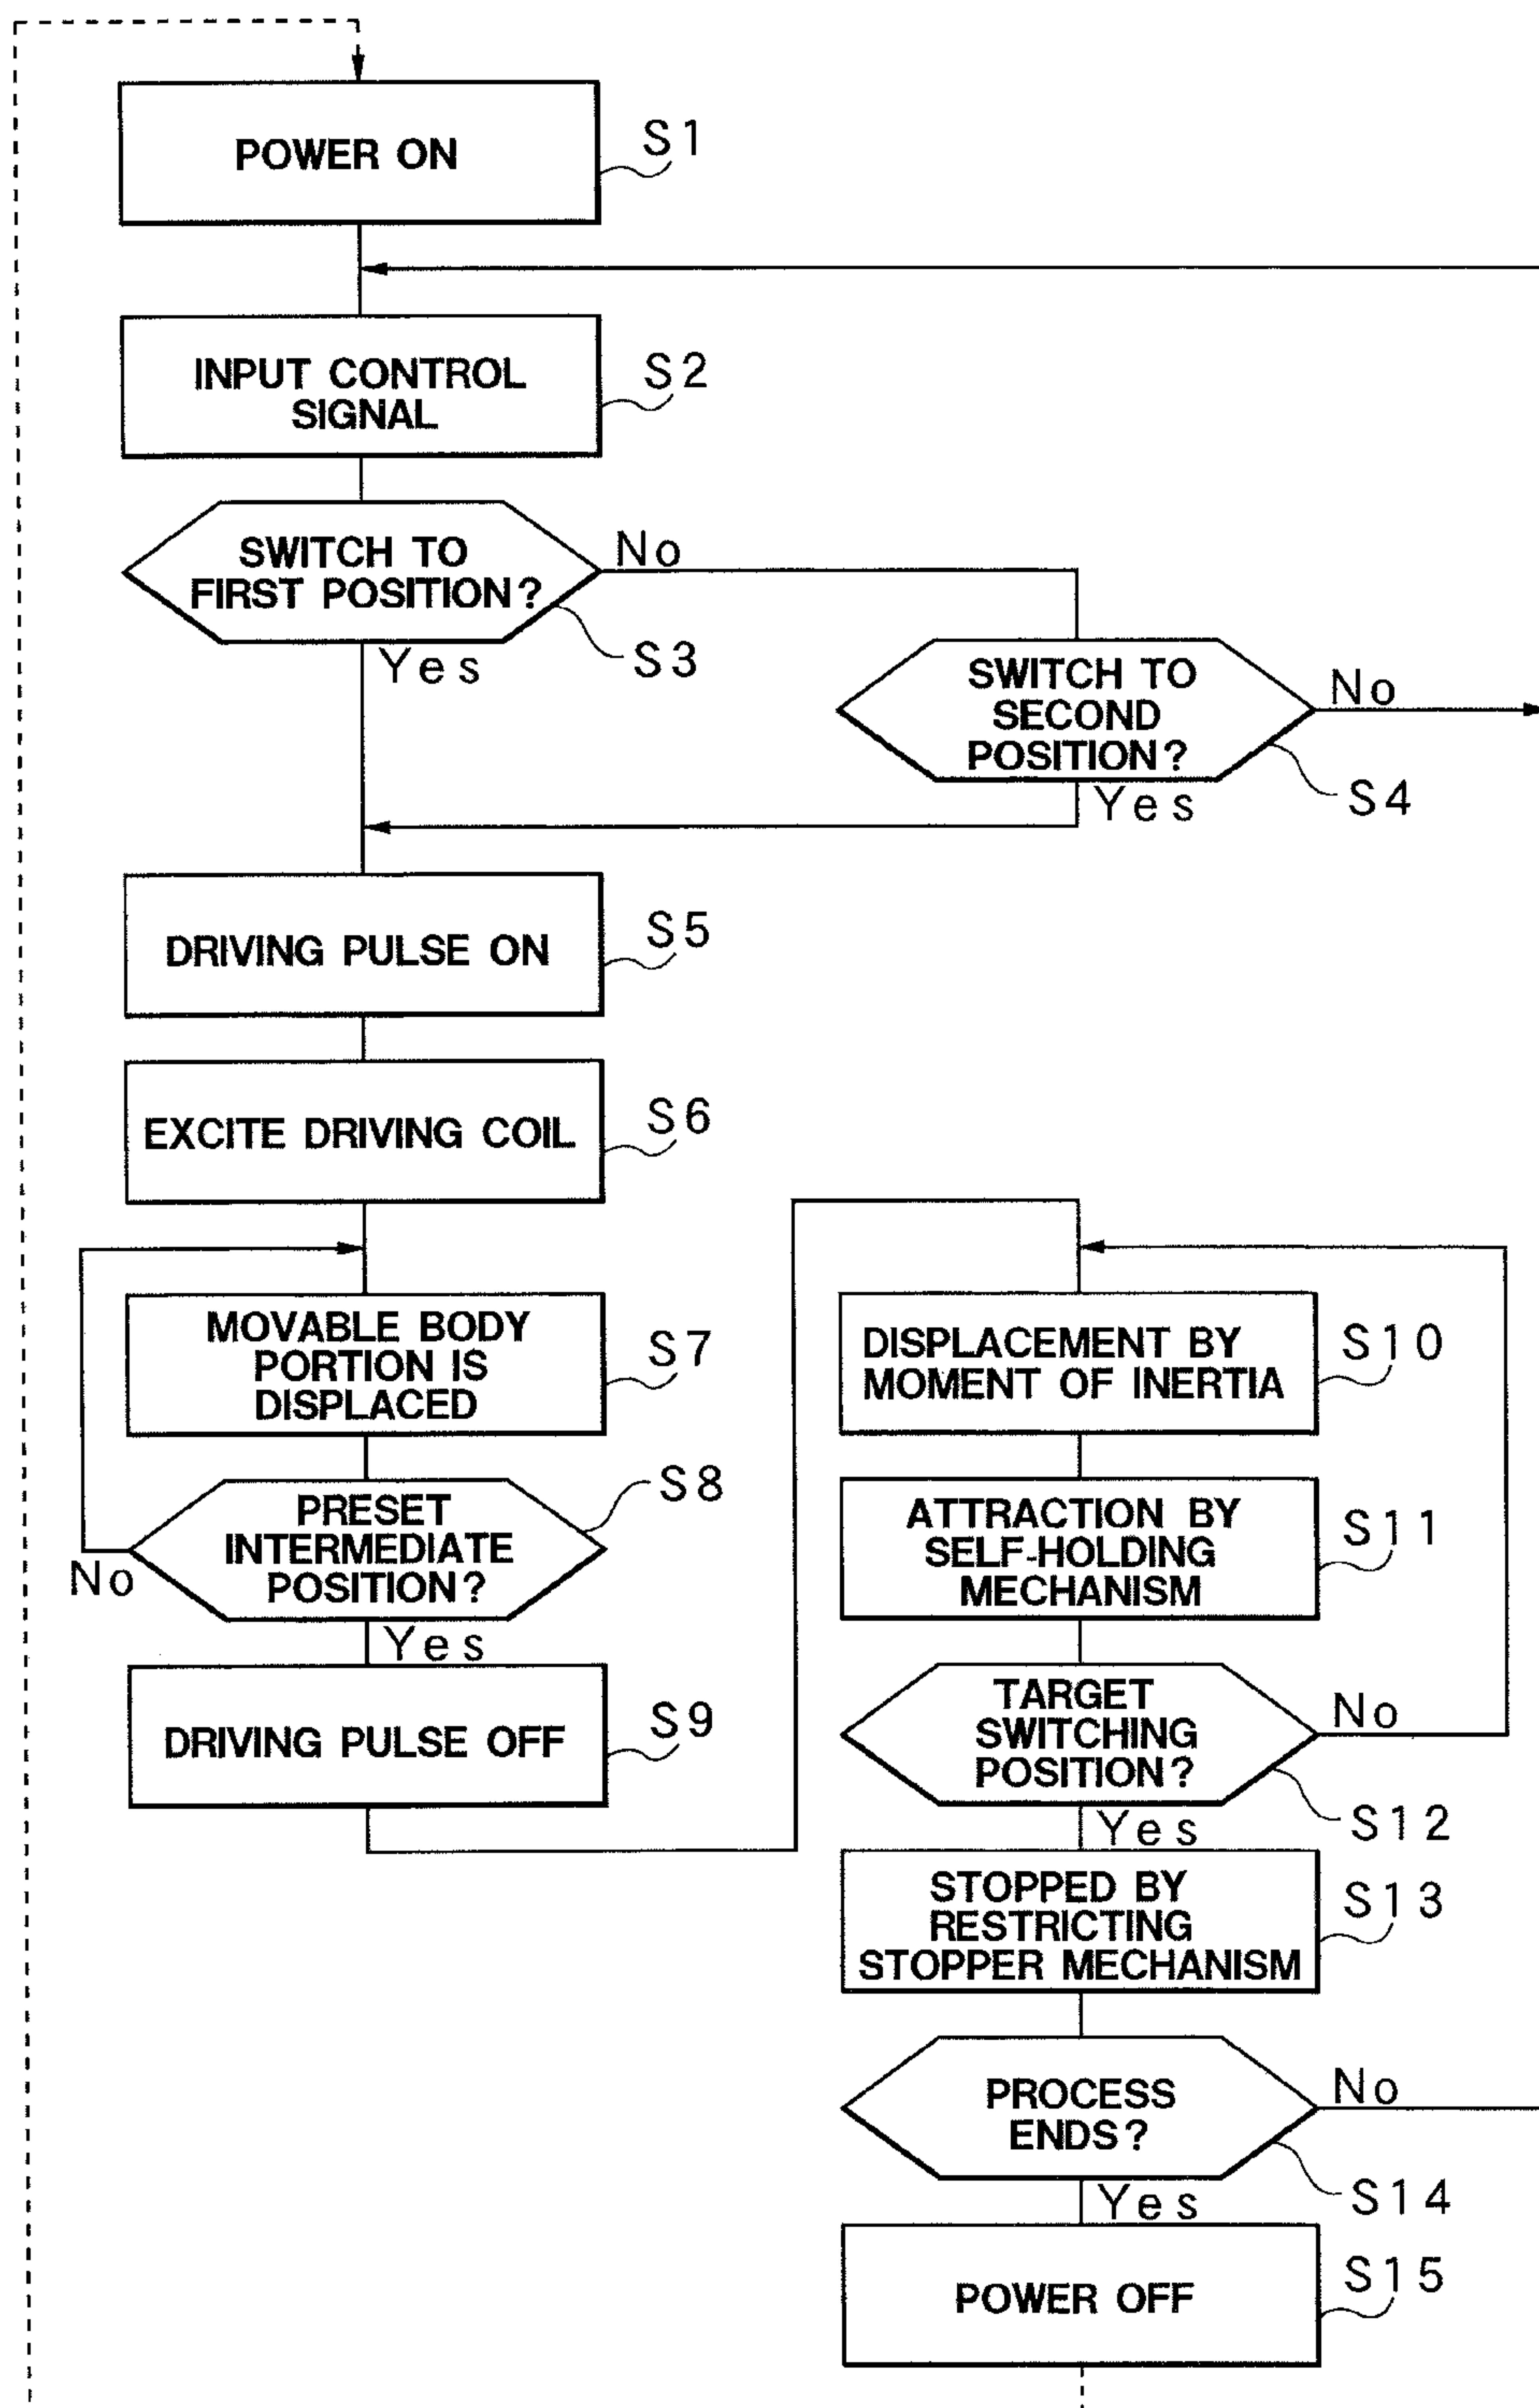 POWER ON
S1
INPUT CONTROL
SIGNAL
S2
SWITCH TO
FIRST POSITION?
No
S3
Yes
SWITCH TO
SECOND
POSITION?
No
S4
Yes
DRIVING PULSE ON
S5
EXCITE DRIVING COIL
S6
MOVABLE BODY
PORTION IS
DISPLACED
S7
PRESET
INTERMEDIATE
POSITION?
S8
No
Yes
DRIVING PULSE OFF
S9
DISPLACEMENT BY
MOMENT OF INERTIA
S10
ATTRACTION BY
SELF-HOLDING
MECHANISM
S11
TARGET
SWITCHING
POSITION?
No
S12
Yes
STOPPED BY
RESTRICTING
STOPPER MECHANISM
S13
PROCESS
ENDS?
No
S14
Yes
POWER OFF
S15